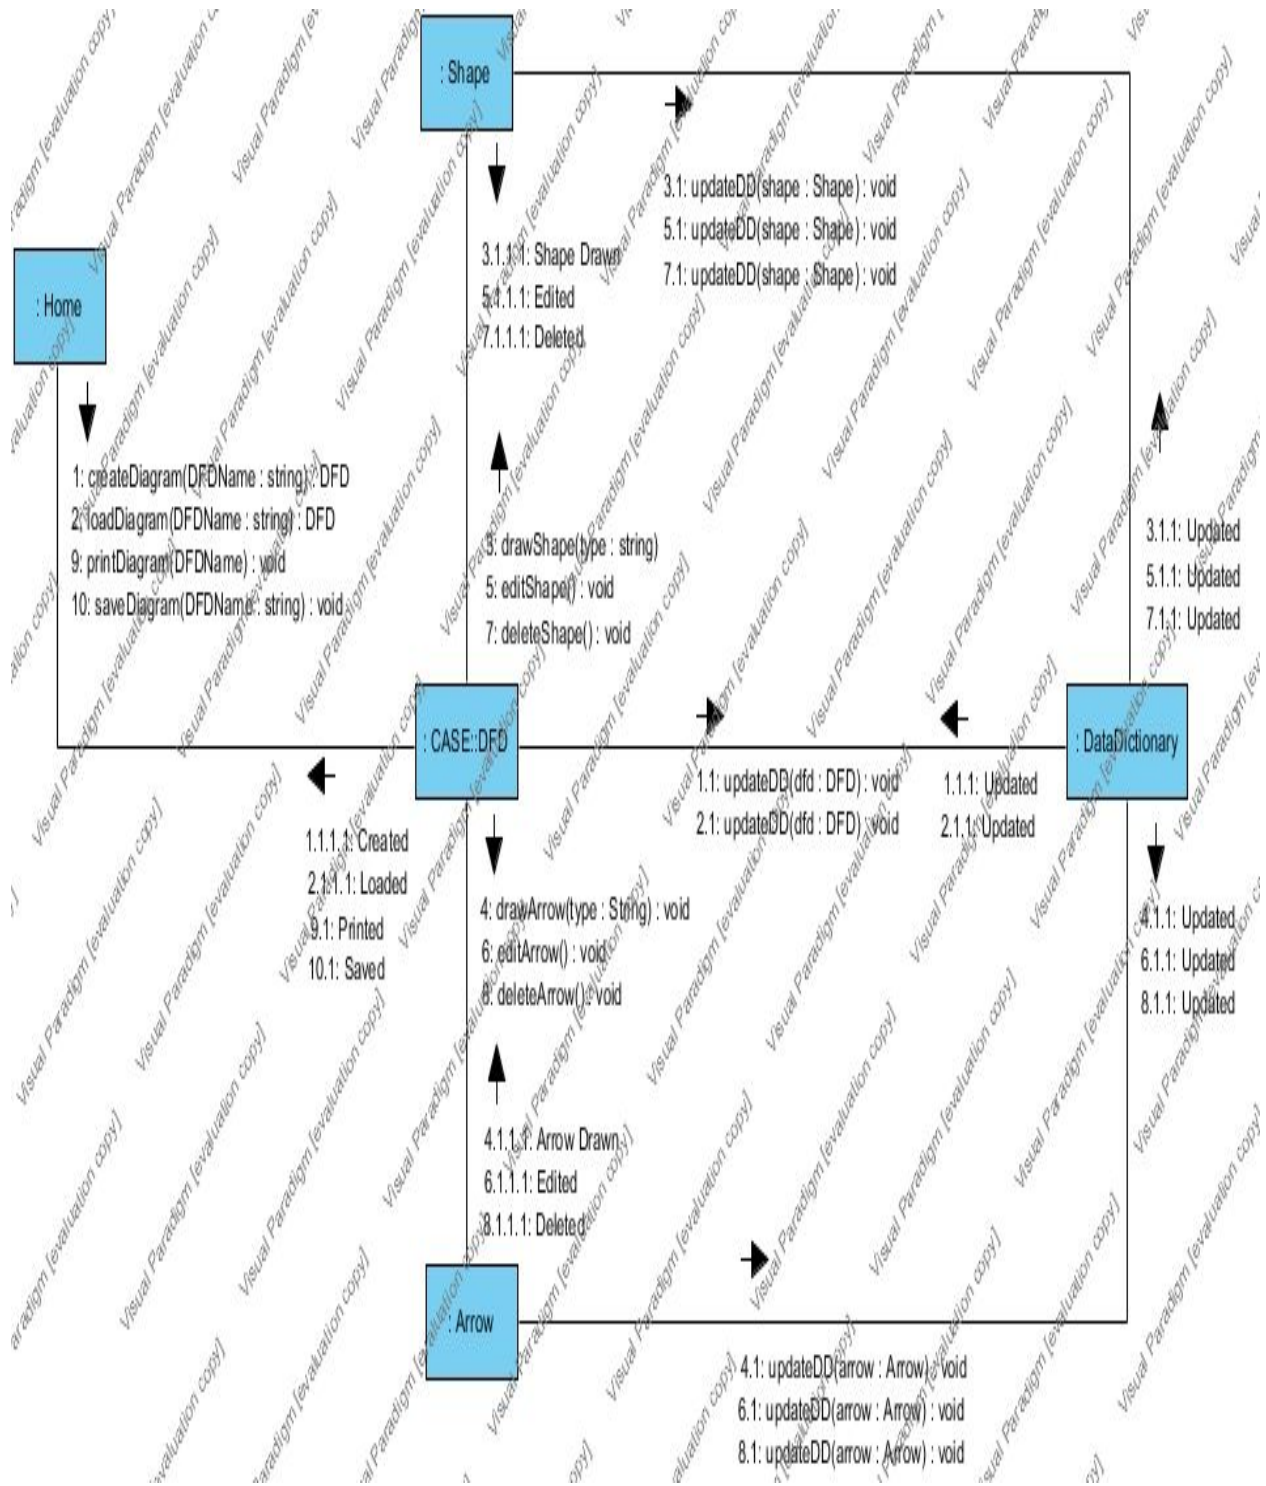 : Shape
3.1: updateDD(shape : Shape) : void
5.1: updateDD(shape : Shape) : void
7.1: updateDD(shape : Shape) : void
3.1.1.1: Shape Drawn
5.1.1.1: Edited
7.1.1.1: Deleted
: Home
1: createDiagram(DFDName : string) : DFD
2: loadDiagram(DFDName : string) : DFD
9: printDiagram(DFDName) : void
10: saveDiagram(DFDName : string) : void
3: drawShape(type : string)
5: editShape() : void
7: deleteShape() : void
3.1.1: Updated
5.1.1: Updated
7.1.1: Updated
: CASE::DFD
: DataDictionary
1.1: updateDD(dfd : DFD) : void
2.1: updateDD(dfd : DFD) : void
1.1.1: Updated
2.1.1: Updated
1.1.1.1: Created
2.1.1.1: Loaded
9.1: Printed
10.1: Saved
4: drawArrow(type : String) : void
6: editArrow() : void
8: deleteArrow() : void
4.1.1: Updated
6.1.1: Updated
8.1.1: Updated
4.1.1.1: Arrow Drawn
6.1.1.1: Edited
8.1.1.1: Deleted
: Arrow
4.1: updateDD(arrow : Arrow) : void
6.1: updateDD(arrow : Arrow) : void
8.1: updateDD(arrow : Arrow) : void
Visual Paradigm [evaluation copy]